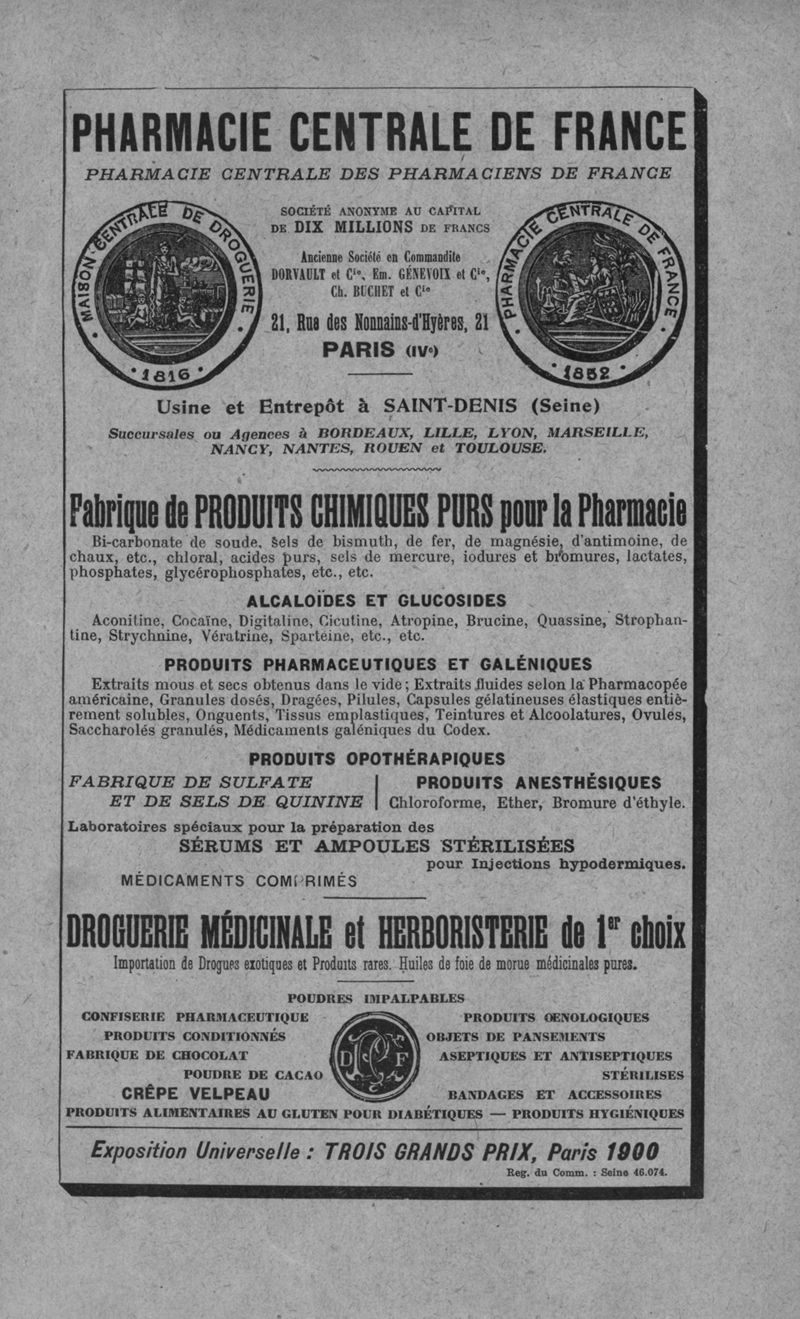 PHARMACIE CENTRALE DE FRANCE
PHARMACIE CENTRALE DES PHARMACIENS DE FRANCE
MAISON CENTRALE DE DROGUERIE
1816
SOCIÉTÉ ANONYME AU CAPITAL
DE DIX MILLIONS DE FRANCS
Ancienne Société en Commandite
DORVAULT et Cie, Em. GÉNEVOIX et Cie,
Ch. BUCHET et Cie
21, Rue des Nonnains-d'Hyères, 21
PARIS (IVe)
PHARMACIE CENTRALE DE FRANCE
1852
Usine et Entrepôt à SAINT-DENIS (Seine)
Succursales ou Agences à BORDEAUX, LILLE, LYON, MARSEILLE,
NANCY, NANTES, ROUEN et TOULOUSE.
Fabrique de PRODUITS CHIMIQUES PURS pour la Pharmacie
Bi-carbonate de soude, Sels de bismuth, de fer, de magnésie, d'antimoine, de
chaux, etc., chloral, acides purs, sels de mercure, iodures et bromures, lactates,
phosphates, glycérophosphates, etc., etc.
ALCALOÏDES ET GLUCOSIDES
Aconitine, Cocaïne, Digitaline, Cicutine, Atropine, Brucine, Quassine, Strophan-
tine, Strychnine, Vératrine, Sparteine, etc., etc.
PRODUITS PHARMACEUTIQUES ET GALÉNIQUES
Extraits mous et secs obtenus dans le vide ; Extraits fluides selon la Pharmacopée
américaine, Granules dosés, Dragées, Pilules, Capsules gélatineuses élastiques entiè-
rement solubles, Onguents, Tissus emplastiques, Teintures et Alcoolatures, Ovules,
Saccharolés granulés, Médicaments galéniques du Codex.
PRODUITS OPOTHÉRAPIQUES
FABRIQUE DE SULFATE
ET DE SELS DE QUININE
PRODUITS ANESTHÉSIQUES
Chloroforme, Ether, Bromure d'éthyle.
Laboratoires spéciaux pour la préparation des
SÉRUMS ET AMPOULES STÉRILISÉES
pour Injections hypodermiques.
MÉDICAMENTS COMPRIMÉS
DROGUERIE MÉDICINALE et HERBORISTERIE de 1er choix
Importation de Drogues exotiques et Produits rares. Huiles de foie de morue médicinales pures.
POUDRES IMPALPABLES
CONFISERIE PHARMACEUTIQUE
PRODUITS CONDITIONNÉS
FABRIQUE DE CHOCOLAT
POUDRE DE CACAO
CRÊPE VELPEAU
D PC F
PRODUITS ŒNOLOGIQUES
OBJETS DE PANSEMENTS
ASEPTIQUES ET ANTISEPTIQUES
STÉRILISES
BANDAGES ET ACCESSOIRES
PRODUITS ALIMENTAIRES AU GLUTEN POUR DIABÉTIQUES — PRODUITS HYGIÉNIQUES
Exposition Universelle : TROIS GRANDS PRIX, Paris 1900
Reg. du Comm. : Seine 46.074.